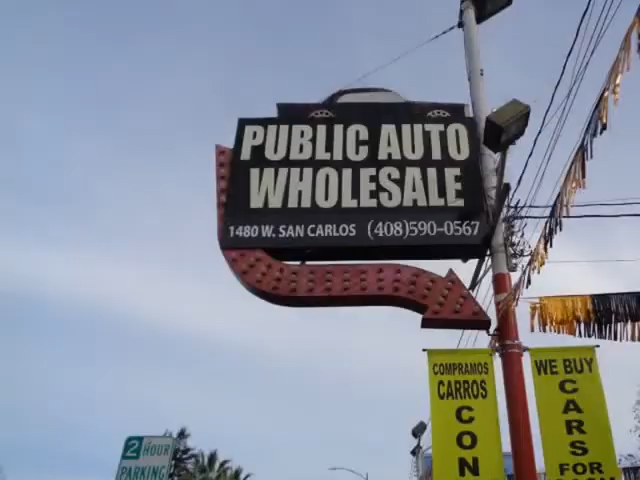 PUBLIC AUTO
WHOLESALE
1480 W. SAN CARLOS (408)590-0567
COMPRAMOS
CARROS
CON
WE BUY
CARS
FOR
2 HOUR
PARKING